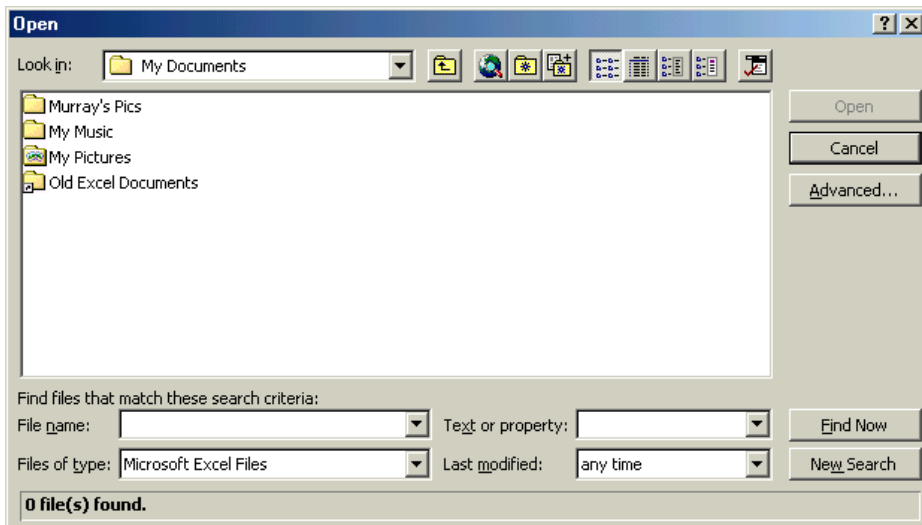 Open
Look in: My Documents
Murray's Pics
My Music
My Pictures
Old Excel Documents
Open
Cancel
Advanced...
Find files that match these search criteria:
File name: Text or property: Find Now
Files of type: Microsoft Excel Files Last modified: any time New Search
0 file(s) found.